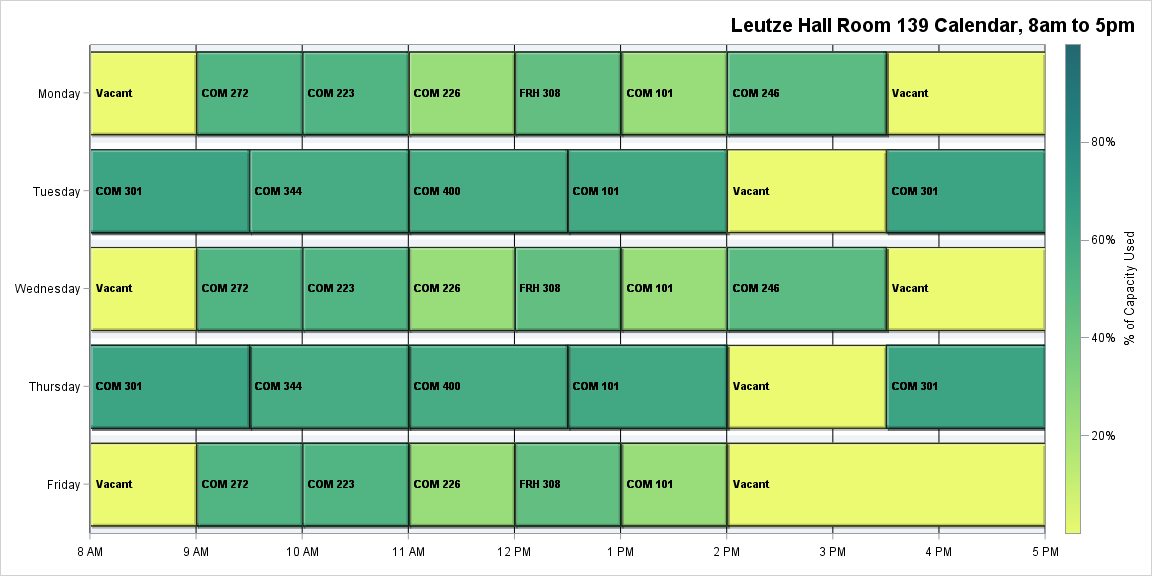 Leutze Hall Room 139 Calendar, 8am to 5pm
Monday Vacant COM 272 COM 223 COM 226 FRH 308 COM 101 COM 246 Vacant
80%
Tuesday COM 301 COM 344 COM 400 COM 101 Vacant COM 301
60%
% of Capacity Used
Wednesday Vacant COM 272 COM 223 COM 226 FRH 308 COM 101 COM 246 Vacant
40%
Thursday COM 301 COM 344 COM 400 COM 101 Vacant COM 301
20%
Friday Vacant COM 272 COM 223 COM 226 FRH 308 COM 101 Vacant
8 AM 9 AM 10 AM 11 AM 12 PM 1 PM 2 PM 3 PM 4 PM 5 PM